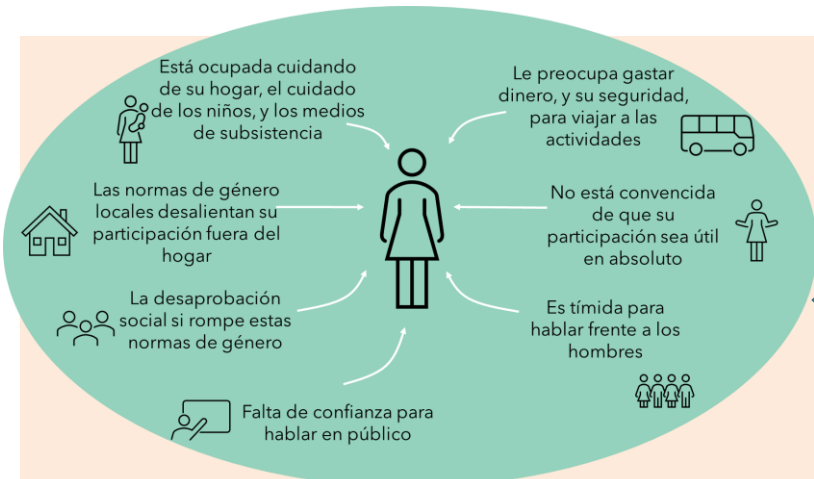 Está ocupada cuidando
de su hogar, el cuidado
de los niños, y los medios
de subsistencia
Le preocupa gastar
dinero, y su seguridad,
para viajar a las
actividades
Las normas de género
locales desalientan su
participación fuera del
hogar
No está convencida
de que su
participación sea útil
en absoluto
La desaprobación
social si rompe estas
normas de género
Es tímida para
hablar frente a los
hombres
Falta de confianza para
hablar en público